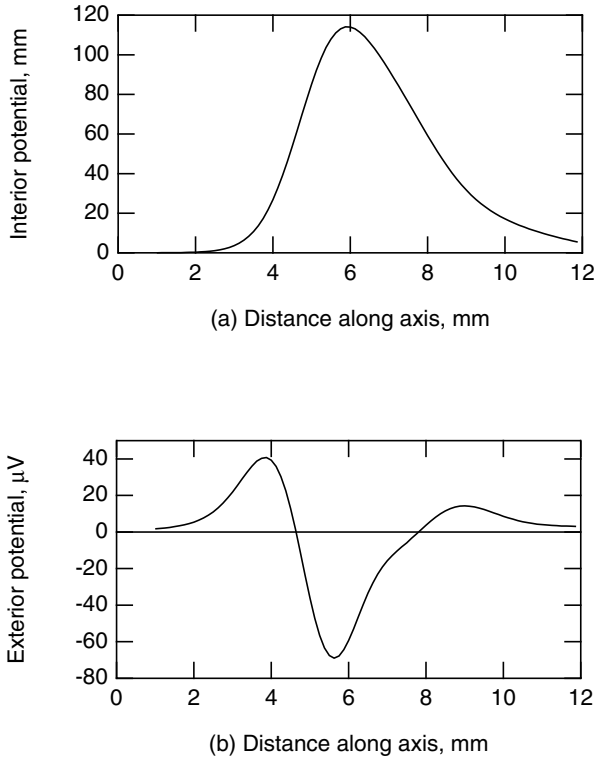 120
100
80
60
40
20
0
Interior potential, mm
0 2 4 6 8 10 12
(a) Distance along axis, mm
40
20
0
-20
-40
-60
-80
Exterior potential, μV
0 2 4 6 8 10 12
(b) Distance along axis, mm